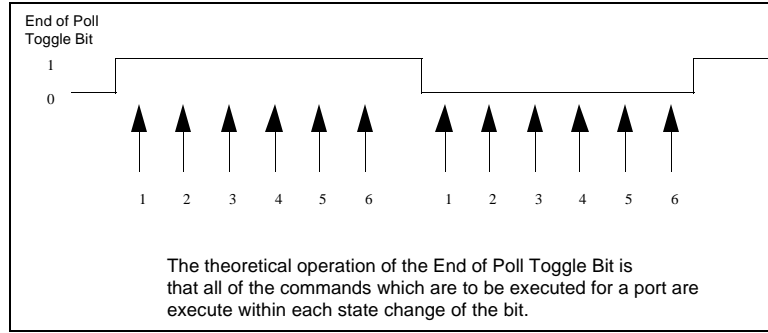 End of Poll
Toggle Bit
1
0
1 2 3 4 5 6 1 2 3 4 5 6
The theoretical operation of the End of Poll Toggle Bit is
that all of the commands which are to be executed for a port are
execute within each state change of the bit.